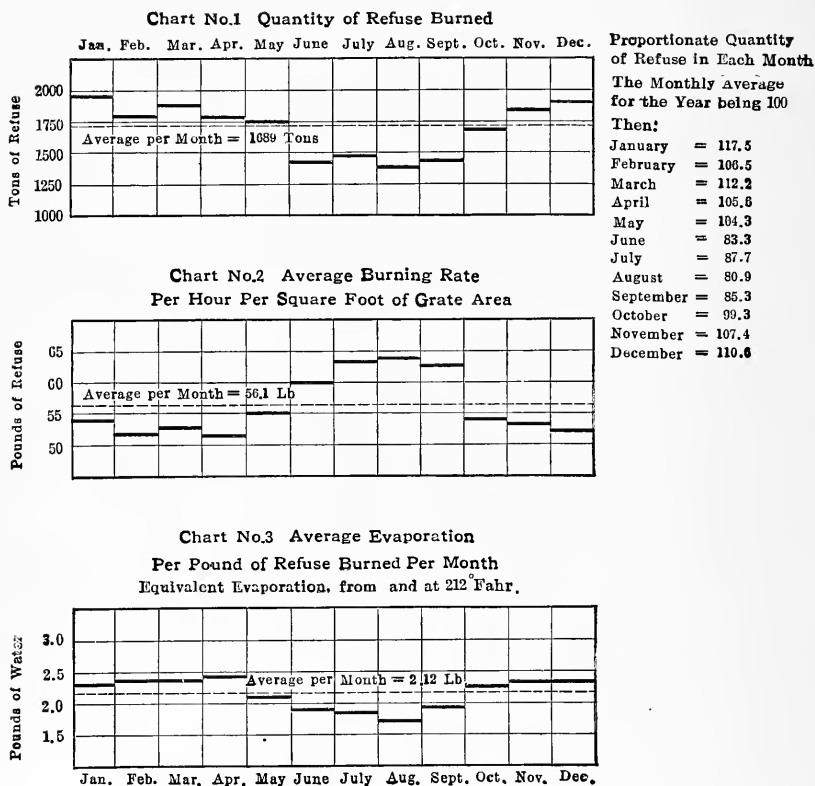 Chart No.1 Quantity of Refuse Burned
Jan. Feb. Mar. Apr. May June July Aug. Sept. Oct. Nov. Dec.
Tons of Refuse
2000
1750
1500
1250
1000
Average per Month = 1689 Tons
Proportionate Quantity
of Refuse in Each Month
The Monthly Average
for the Year being 100
Then:
January = 117.5
February = 106.5
March = 112.2
April = 105.6
May = 104.3
June = 83.3
July = 87.7
August = 80.9
September = 85.3
October = 99.3
November = 107.4
December = 110.6
Chart No.2 Average Burning Rate
Per Hour Per Square Foot of Grate Area
Pounds of Refuse
65
60
55
50
Average per Month = 56.1 Lb
Chart No.3 Average Evaporation
Per Pound of Refuse Burned Per Month
Equivalent Evaporation, from and at 212° Fahr.
Pounds of Water
3.0
2.5
2.0
1.5
Average per Month = 2.12 Lb
Jan. Feb. Mar. Apr. May June July Aug. Sept. Oct. Nov. Dec.